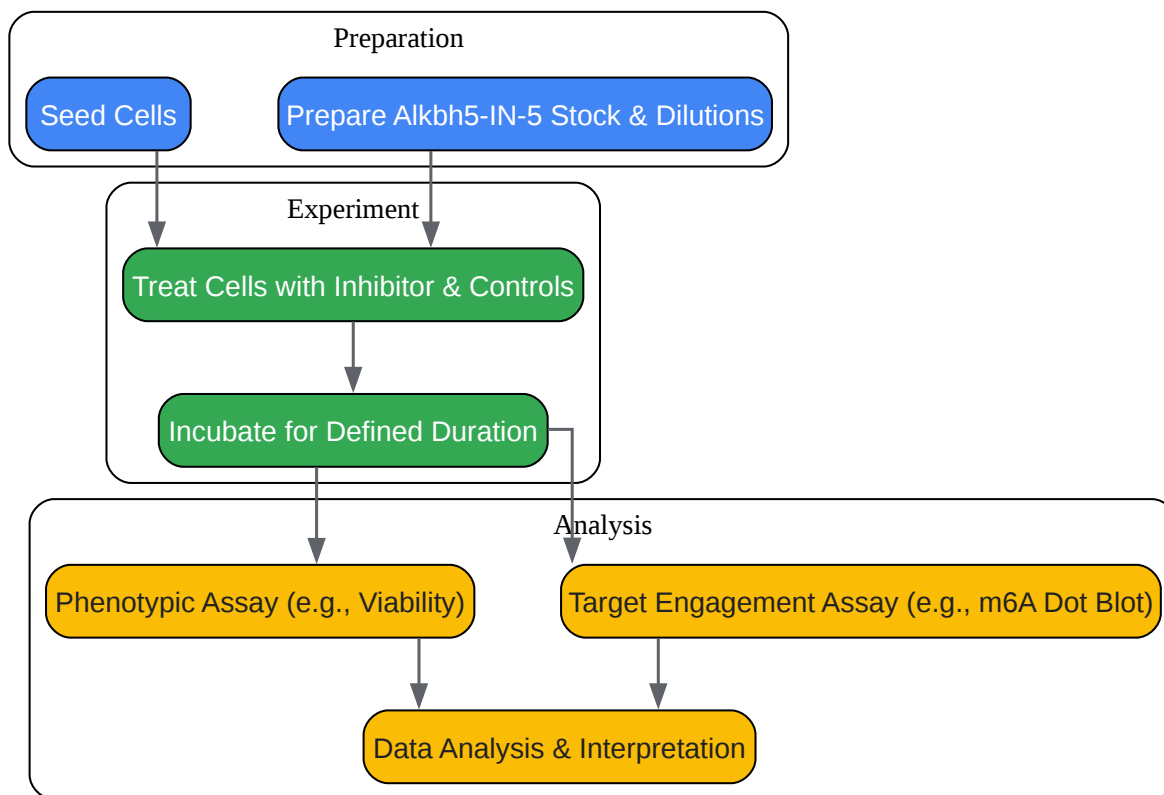 Preparation
Seed Cells
Prepare Alkbh5-IN-5 Stock & Dilutions
Experiment
Treat Cells with Inhibitor & Controls
Incubate for Defined Duration
Analysis
Phenotypic Assay (e.g., Viability)
Target Engagement Assay (e.g., m6A Dot Blot)
Data Analysis & Interpretation